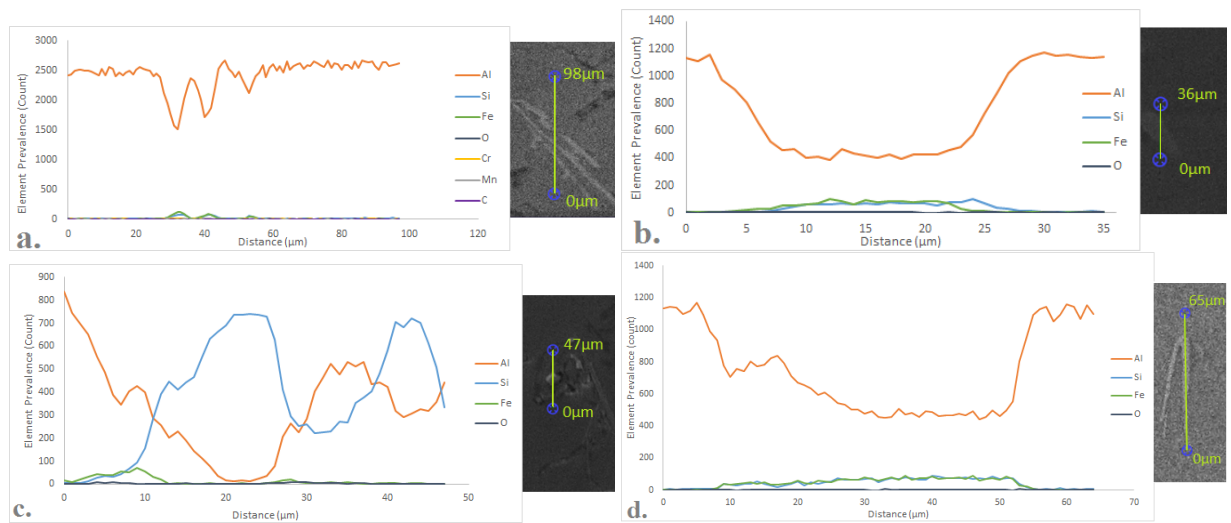 3000
2500
2000
1500
1000
500
0
Element Prevalence (Count)
0 20 40 60 80 100 120
Distance (µm)
Al
Si
Fe
O
Cr
Mn
C
a.
98µm
0µm
1400
1200
1000
800
600
400
200
0
Element Prevalence (Count)
0 5 10 15 20 25 30 35
Distance (µm)
Al
Si
Fe
O
b.
36µm
0µm
900
800
700
600
500
400
300
200
100
0
Element Prevalence (Count)
0 10 20 30 40 50
Distance (µm)
Al
Si
Fe
O
c.
47µm
0µm
1400
1200
1000
800
600
400
200
0
Element Prevalence (count)
0 10 20 30 40 50 60 70
Distance (µm)
Al
Si
Fe
O
d.
65µm
0µm